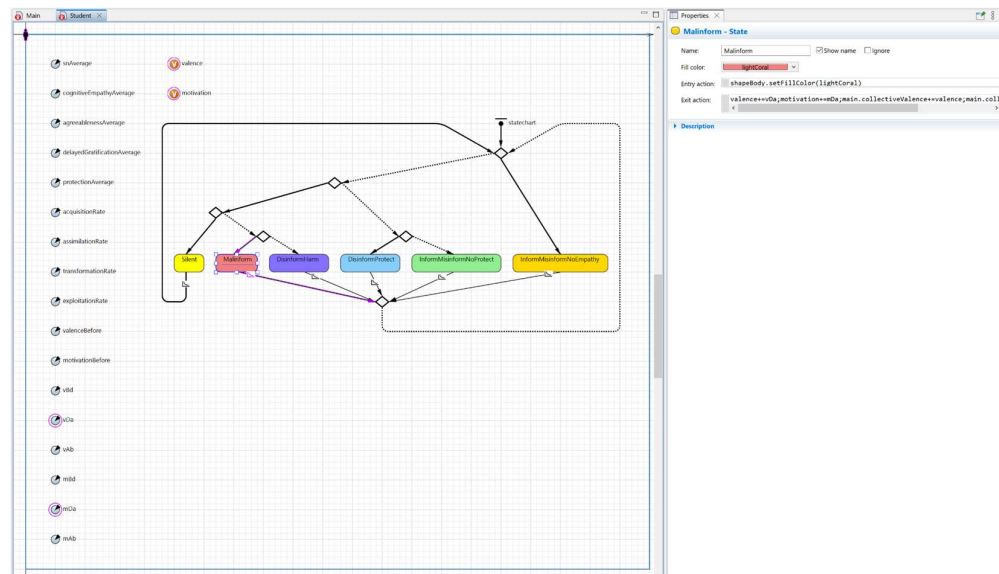 Main
Student
snAverage
valence
cognitiveEmpathyAverage
motivation
agreeablenessAverage
statechart
delayedGratificationAverage
protectionAverage
acquisitionRate
assimilationRate
Silent
Malinform
DisinformHarm
DisinformProtect
InformMisinformNoProtect
InformMisinformNoEmpathy
transformationRate
exploitationRate
valenceBefore
motivationBefore
vDa
vAb
mDa
mAb
Properties
Malinform - State
Name:
Malinform
Show name
Ignore
Fill color:
lightCoral
Entry action:
shapeBody.setFillColor(lightCoral)
Exit action:
valence+=vDa;motivation+=mDa;main.collectiveValence+=valence;main.coll
Description